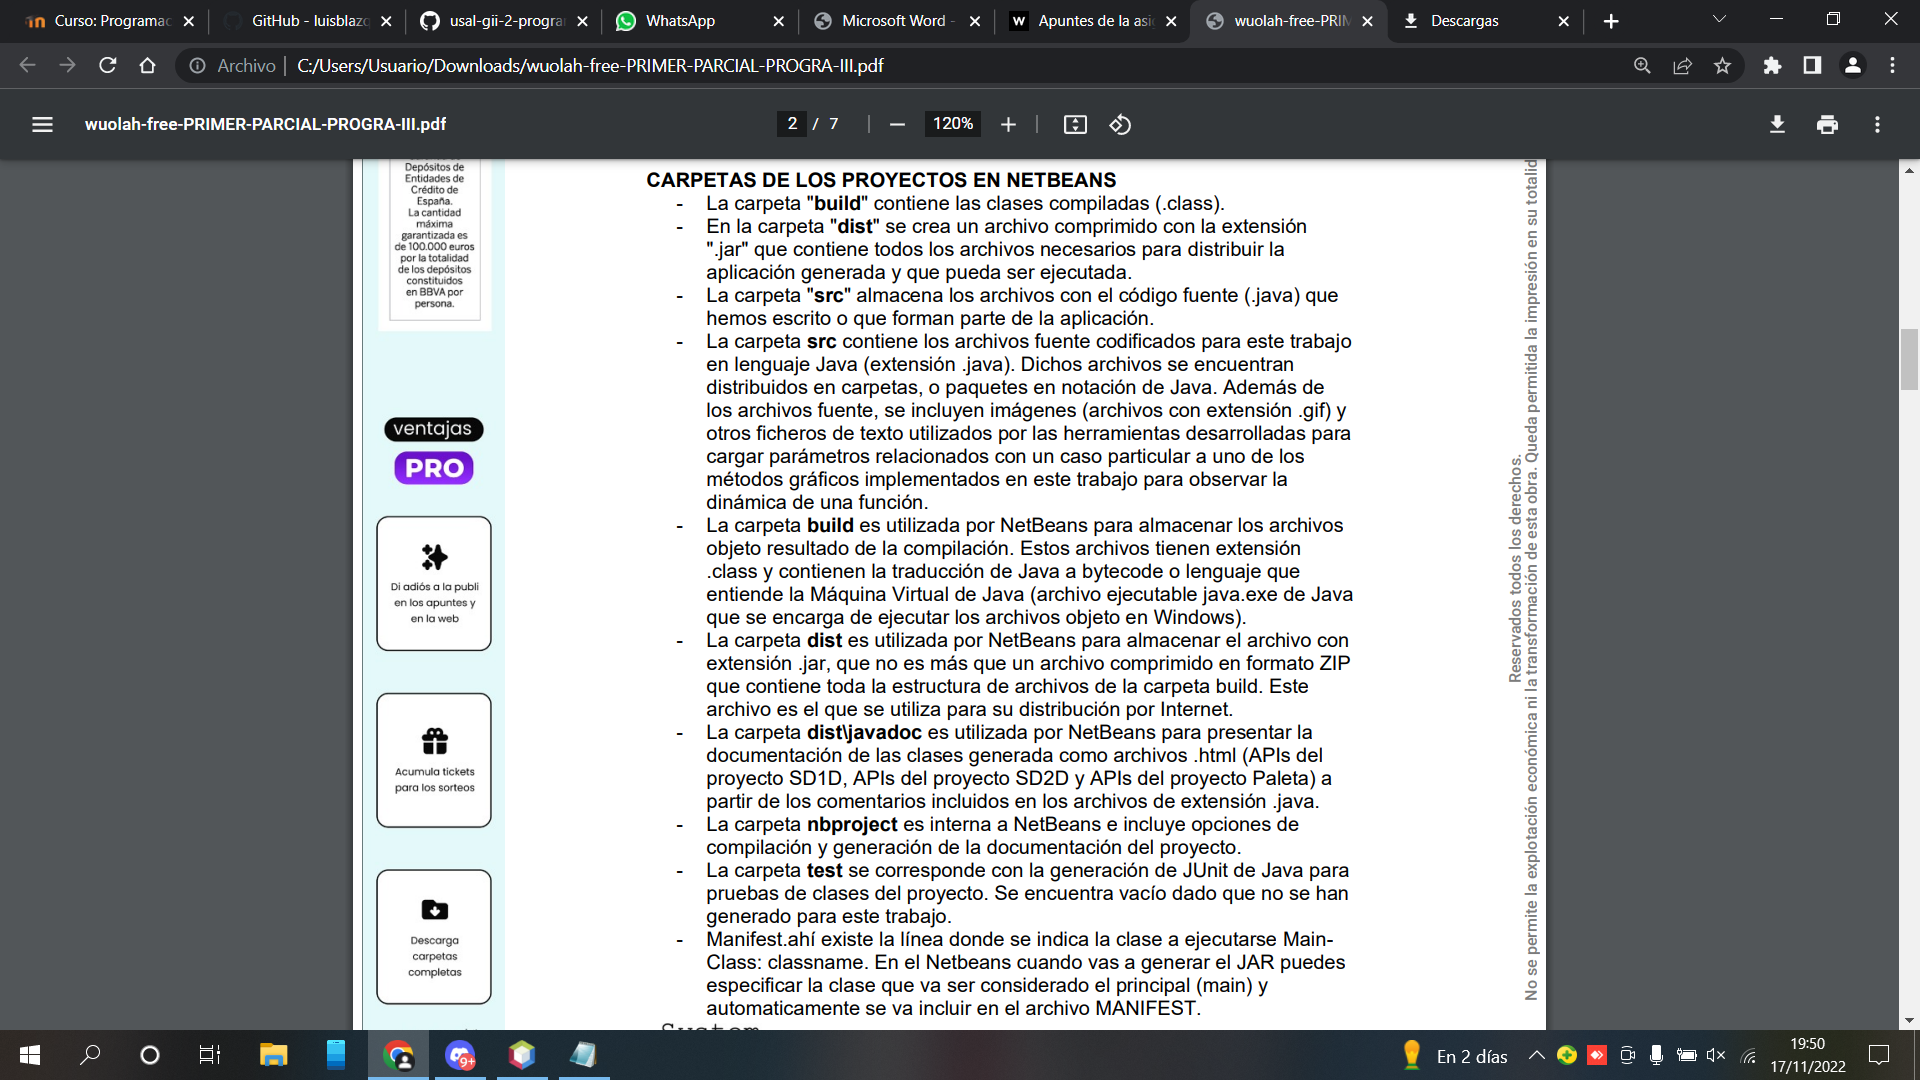 Curso: Programac
GitHub - luisblazq
usal-gii-2-progra
WhatsApp
Microsoft Word -
Apuntes de la asi
wuolah-free-PRIM
Descargas
Archivo
C:/Users/Usuario/Downloads/wuolah-free-PRIMER-PARCIAL-PROGRA-III.pdf
wuolah-free-PRIMER-PARCIAL-PROGRA-III.pdf
2 / 7
120%
Depósitos de
Entidades de
Crédito de
España.
La cantidad
máxima
garantizada es
de 100.000 euros
por la totalidad
de los depósitos
constituidos
en BBVA por
persona.
ventajas
PRO
Di adiós a la publi
en los apuntes y
en la web
Acumula tickets
para los sorteos
Descarga
carpetas
completas
CARPETAS DE LOS PROYECTOS EN NETBEANS
- La carpeta "build" contiene las clases compiladas (.class).
- En la carpeta "dist" se crea un archivo comprimido con la extensión
".jar" que contiene todos los archivos necesarios para distribuir la
aplicación generada y que pueda ser ejecutada.
- La carpeta "src" almacena los archivos con el código fuente (.java) que
hemos escrito o que forman parte de la aplicación.
- La carpeta src contiene los archivos fuente codificados para este trabajo
en lenguaje Java (extensión .java). Dichos archivos se encuentran
distribuidos en carpetas, o paquetes en notación de Java. Además de
los archivos fuente, se incluyen imágenes (archivos con extensión .gif) y
otros ficheros de texto utilizados por las herramientas desarrolladas para
cargar parámetros relacionados con un caso particular a uno de los
métodos gráficos implementados en este trabajo para observar la
dinámica de una función.
- La carpeta build es utilizada por NetBeans para almacenar los archivos
objeto resultado de la compilación. Estos archivos tienen extensión
.class y contienen la traducción de Java a bytecode o lenguaje que
entiende la Máquina Virtual de Java (archivo ejecutable java.exe de Java
que se encarga de ejecutar los archivos objeto en Windows).
- La carpeta dist es utilizada por NetBeans para almacenar el archivo con
extensión .jar, que no es más que un archivo comprimido en formato ZIP
que contiene toda la estructura de archivos de la carpeta build. Este
archivo es el que se utiliza para su distribución por Internet.
- La carpeta dist\javadoc es utilizada por NetBeans para presentar la
documentación de las clases generada como archivos .html (APIs del
proyecto SD1D, APIs del proyecto SD2D y APIs del proyecto Paleta) a
partir de los comentarios incluidos en los archivos de extensión .java.
- La carpeta nbproject es interna a NetBeans e incluye opciones de
compilación y generación de la documentación del proyecto.
- La carpeta test se corresponde con la generación de JUnit de Java para
pruebas de clases del proyecto. Se encuentra vacío dado que no se han
generado para este trabajo.
- Manifest.ahí existe la línea donde se indica la clase a ejecutarse Main-
Class: classname. En el Netbeans cuando vas a generar el JAR puedes
especificar la clase que va ser considerado el principal (main) y
automaticamente se va incluir en el archivo MANIFEST.
System
Reservados todos los derechos.
No se permite la explotación económica ni la transformación de esta obra. Queda permitida la impresión en su totalid
9+
En 2 días
19:50
17/11/2022